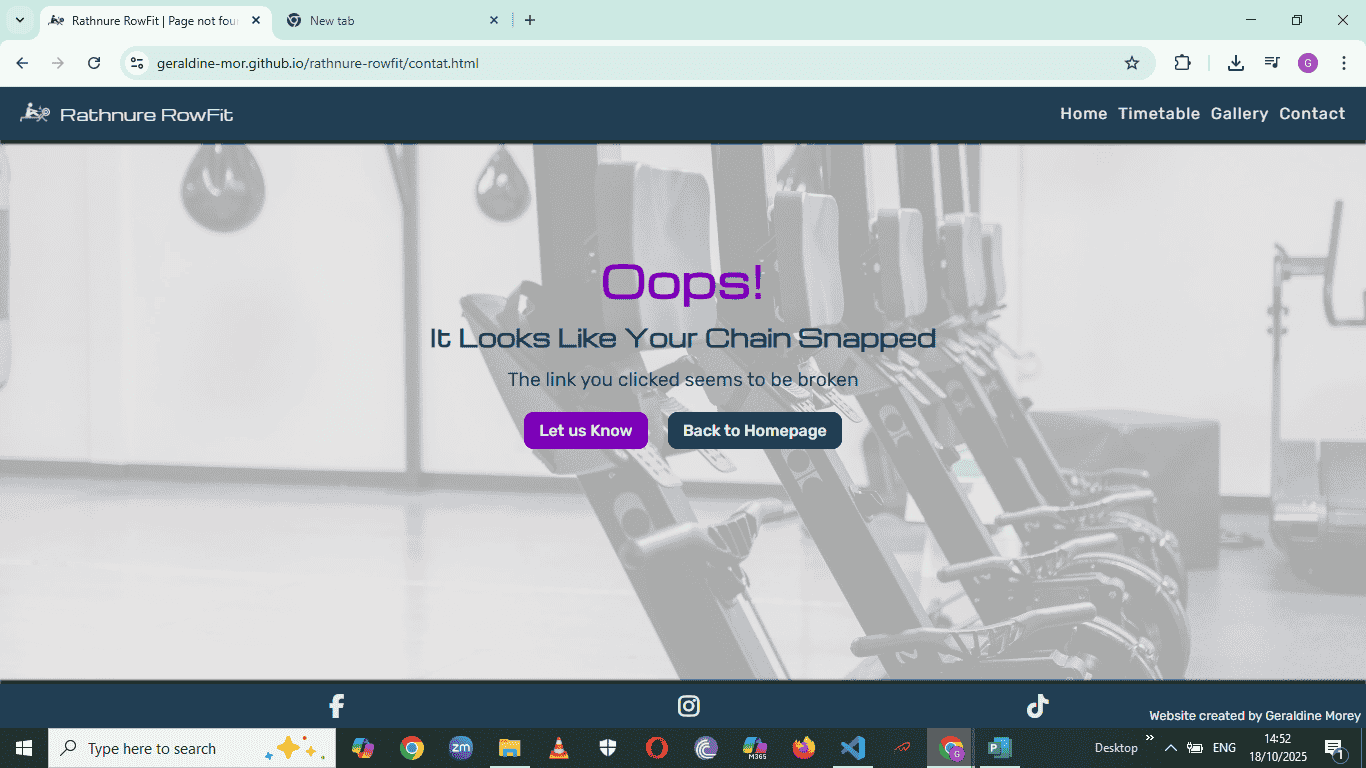 Rathnure RowFit | Page not fou
New tab
geraldine-mor.github.io/rathnure-rowfit/contat.html
G
Rathnure RowFit
Home Timetable Gallery Contact
Oops!
It Looks Like Your Chain Snapped
The link you clicked seems to be broken
Let us Know Back to Homepage
Website created by Geraldine Morey
Type here to search
zm
M365
G
P
Desktop
ENG
14:52
18/10/2025
1